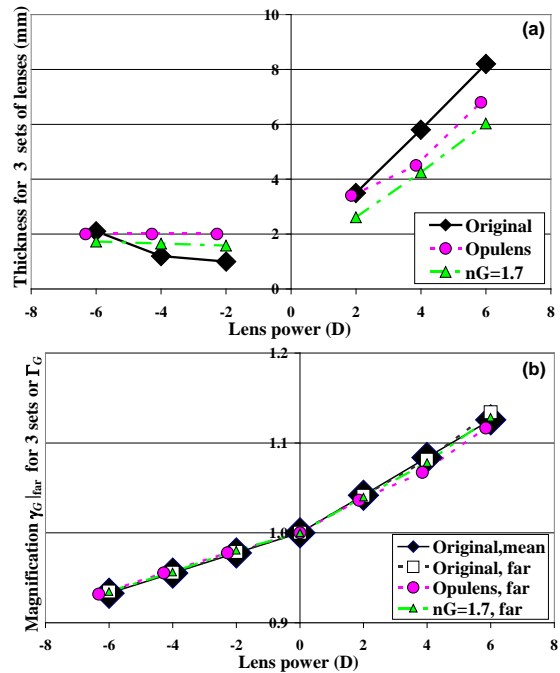 Thickness for 3 sets of lenses (mm)
10
(a)
8
6
4
2
0
Original
Opulens
nG=1.7
-8 -6 -4 -2 0 2 4 6 8
Lens power (D)
Magnification γG|far for 3 sets or ΓG
1.2
(b)
1.1
1.0
0.9
Original,mean
Original, far
Opulens, far
nG=1.7, far
-8 -6 -4 -2 0 2 4 6 8
Lens power (D)